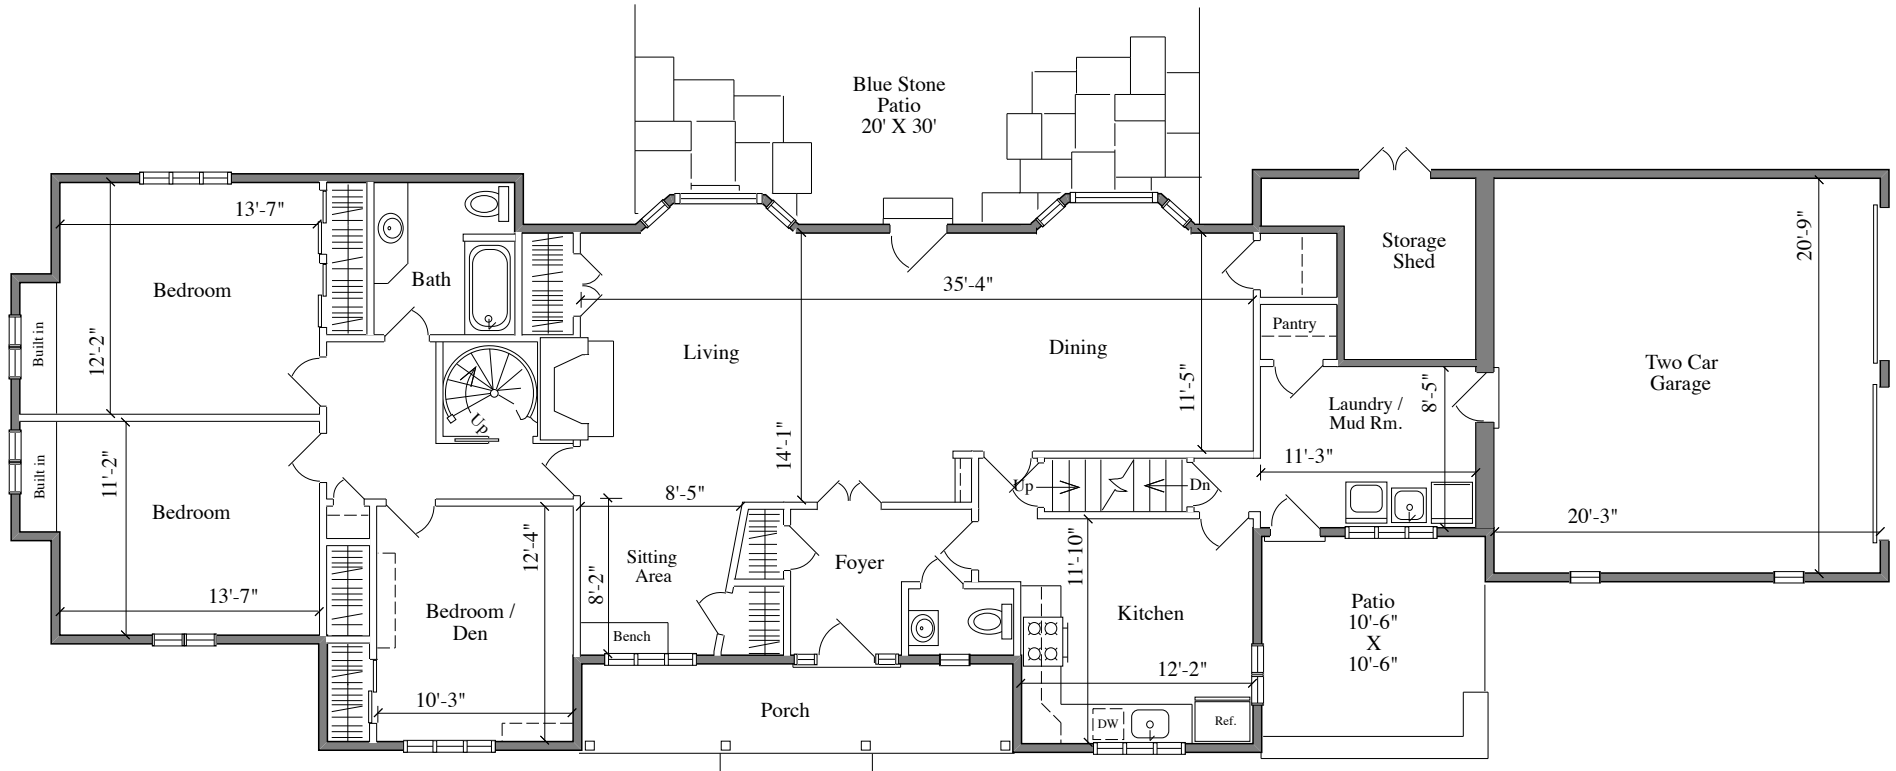 Blue Stone
Patio
20' X 30'
13'-7"
Bedroom
Built in
12'-2"
Bath
Up
Living
35'-4"
Dining
14'-1"
11'-5"
Pantry
Storage
Shed
20'-9"
Two Car
Garage
Laundry /
Mud Rm.
8'-5"
11'-3"
20'-3"
Built in
11'-2"
Bedroom
13'-7"
Bedroom /
Den
12'-4"
10'-3"
8'-5"
Sitting
Area
8'-2"
Bench
Foyer
Up
Dn
11'-10"
Kitchen
12'-2"
DW
Ref.
Patio
10'-6"
X
10'-6"
Porch